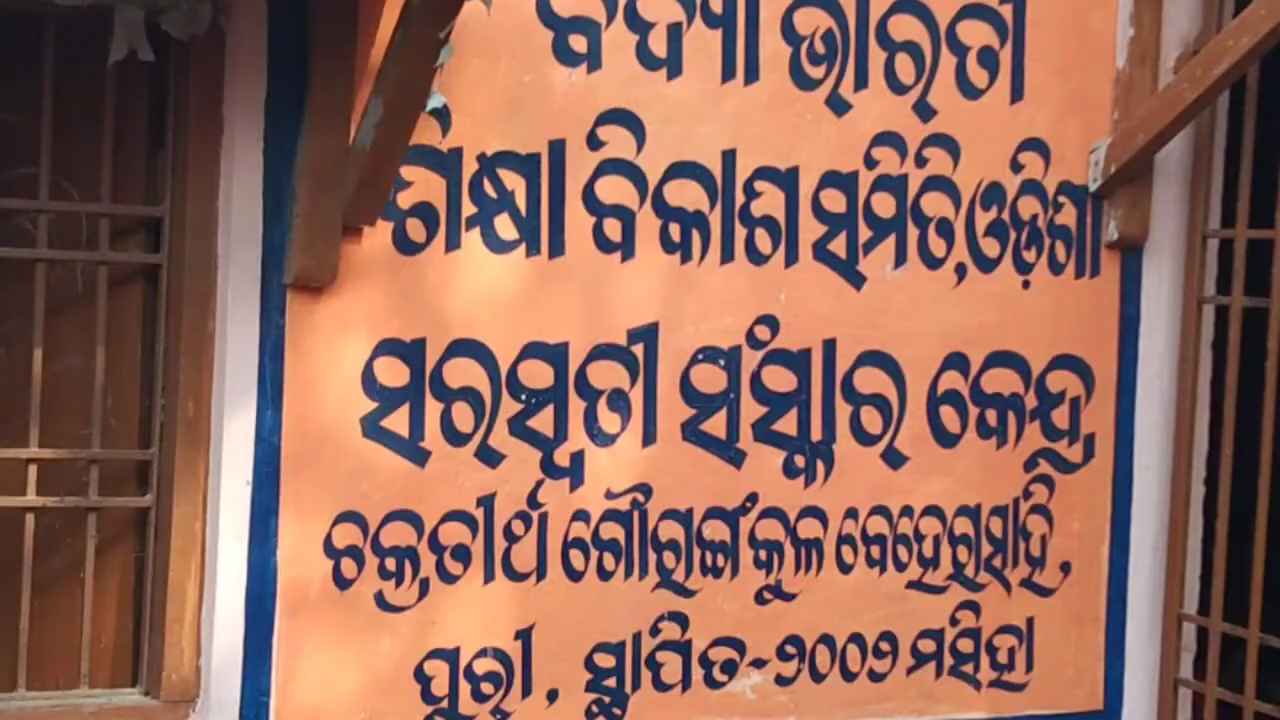 ବିଦ୍ୟା ଭାରତୀ
ଶିକ୍ଷା ବିକାଶ ସମିତି,ଓଡ଼ିଶା
ସରସ୍ୱତୀ ସଂସ୍କାର କେନ୍ଦ୍ର
ଚକ୍ରତୀର୍ଥ ଗୌରାଙ୍ଗ କୁଳ ବେହେରାସାହି,
ପୁରୀ, ସ୍ଥାପିତ-୨୦୦୨ ମସିହା